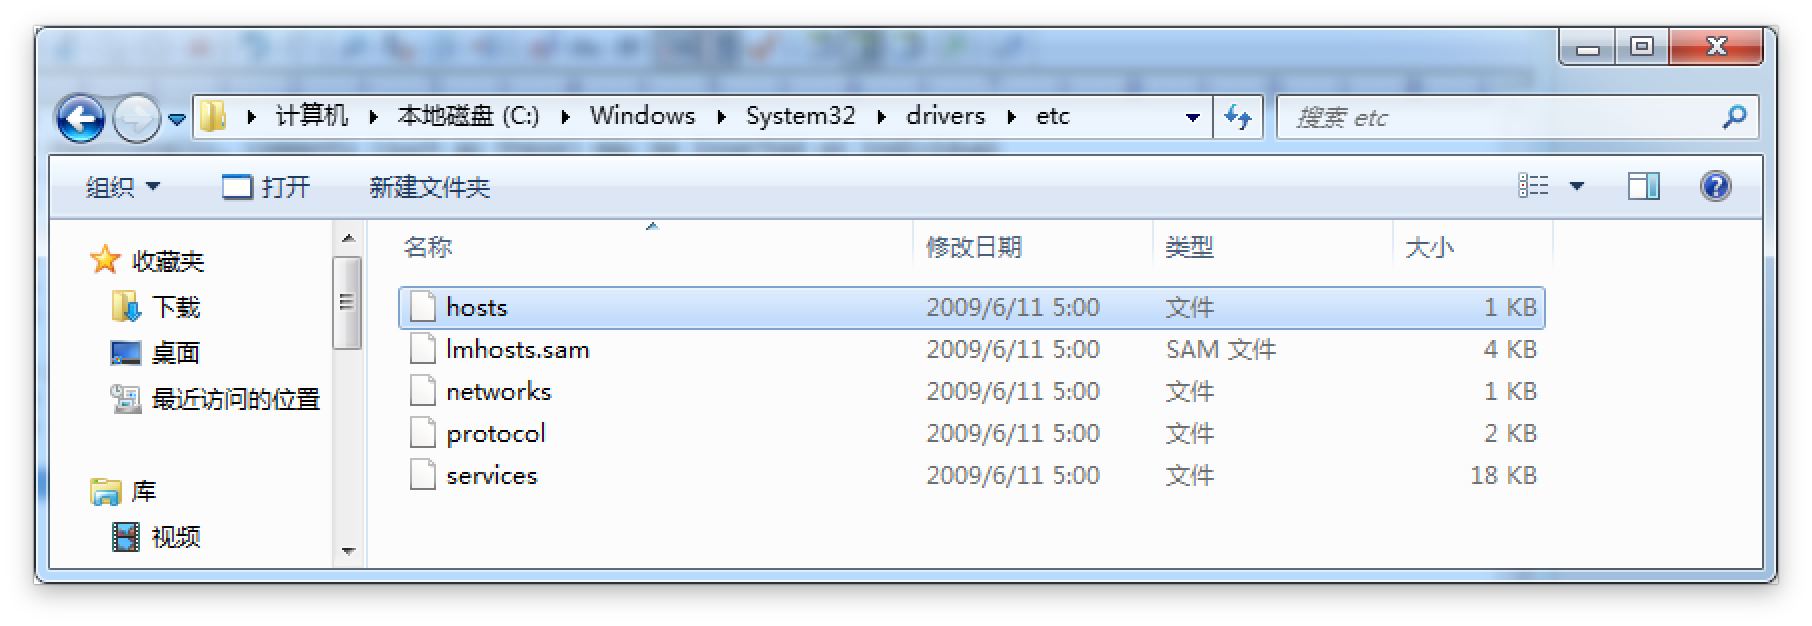 计算机 本地磁盘 (C:) Windows System32 drivers etc 搜索 etc
组织 打开 新建文件夹
收藏夹
下载
桌面
最近访问的位置
库
视频
名称 修改日期 类型 大小
hosts 2009/6/11 5:00 文件 1 KB
lmhosts.sam 2009/6/11 5:00 SAM 文件 4 KB
networks 2009/6/11 5:00 文件 1 KB
protocol 2009/6/11 5:00 文件 2 KB
services 2009/6/11 5:00 文件 18 KB